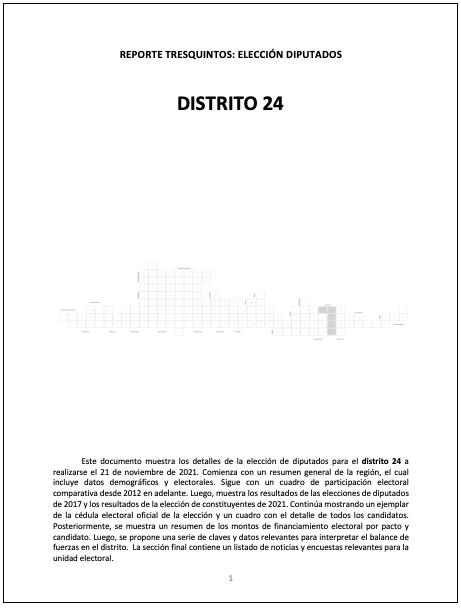 REPORTE TRESQUINTOS: ELECCIÓN DIPUTADOS
DISTRITO 24
Este documento muestra los detalles de la elección de diputados para el distrito 24 a
realizarse el 21 de noviembre de 2021. Comienza con un resumen general de la región, el cual
incluye datos demográficos y electorales. Sigue con un cuadro de participación electoral
comparativa desde 2012 en adelante. Luego, muestra los resultados de las elecciones de diputados
de 2017 y los resultados de la elección de constituyentes de 2021. Continúa mostrando un ejemplar
de la cédula electoral oficial de la elección y un cuadro con el detalle de todos los candidatos.
Posteriormente, se muestra un resumen de los montos de financiamiento electoral por pacto y
candidato. Luego, se propone una serie de claves y datos relevantes para interpretar el balance de
fuerzas en el distrito. La sección final contiene un listado de noticias y encuestas relevantes para la
unidad electoral.
1